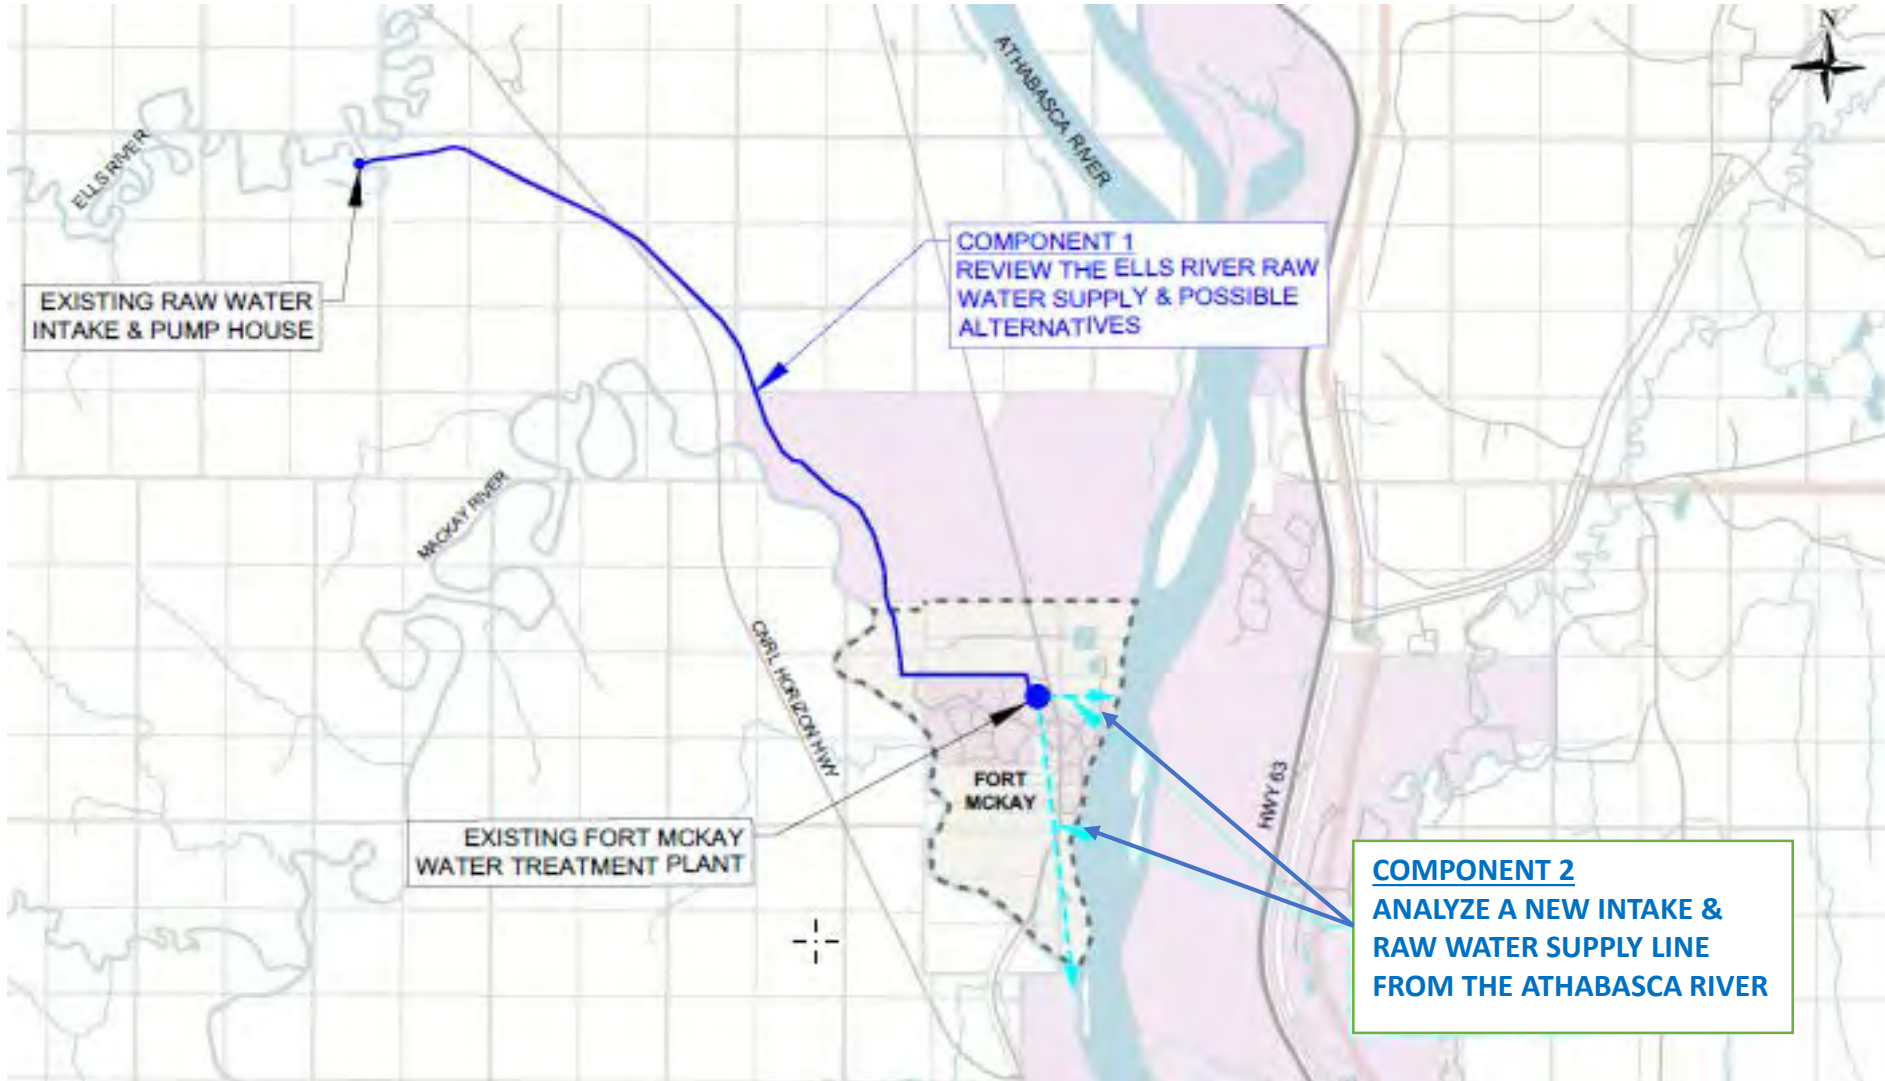 N
ATHABASCA RIVER
ELLS RIVER
COMPONENT 1
REVIEW THE ELLS RIVER RAW
WATER SUPPLY & POSSIBLE
ALTERNATIVES
EXISTING RAW WATER
INTAKE & PUMP HOUSE
MACKAY RIVER
CNRL HORIZON HWY
FORT
MCKAY
HWY 63
EXISTING FORT MCKAY
WATER TREATMENT PLANT
COMPONENT 2
ANALYZE A NEW INTAKE &
RAW WATER SUPPLY LINE
FROM THE ATHABASCA RIVER